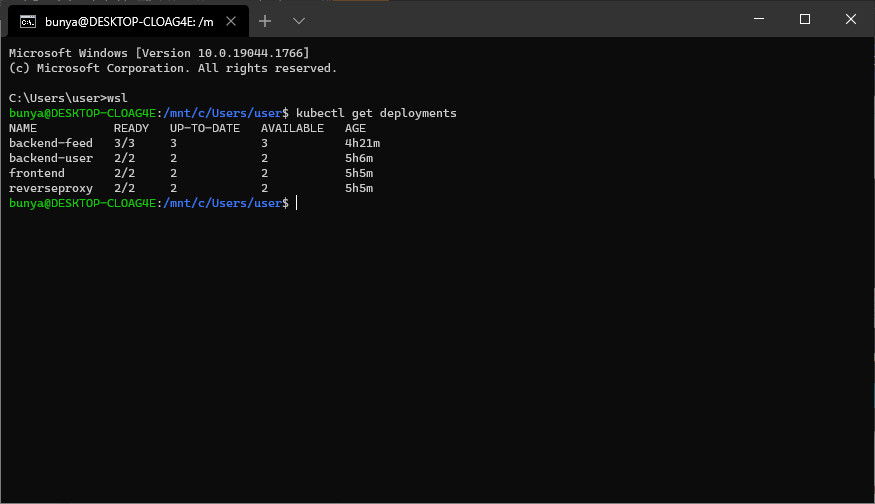 bunya@DESKTOP-CLOAG4E: /m
Microsoft Windows [Version 10.0.19044.1766]
(c) Microsoft Corporation. All rights reserved.
C:\Users\user>wsl
bunya@DESKTOP-CLOAG4E:/mnt/c/Users/user$ kubectl get deployments
NAME           READY   UP-TO-DATE   AVAILABLE   AGE
backend-feed   3/3     3            3           4h21m
backend-user   2/2     2            2           5h6m
frontend       2/2     2            2           5h5m
reverseproxy   2/2     2            2           5h5m
bunya@DESKTOP-CLOAG4E:/mnt/c/Users/user$